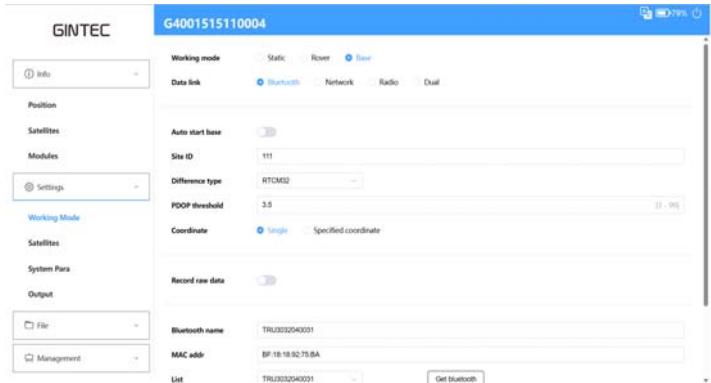 GINTEC
G4001515110004
79%
Info
Position
Satellites
Modules
Settings
Working Mode
Satellites
System Para
Output
File
Management
Working mode Static Rover Base
Data link Bluetooth Network Radio Dual
Auto start base
Site ID 111
Difference type RTCM32
PDOP threshold 3.5 [1 - 99]
Coordinate Single Specified coordinate
Record raw data
Bluetooth name TRU3032040031
MAC addr BF:18:18:92:75:BA
List TRU3032040031 Get bluetooth